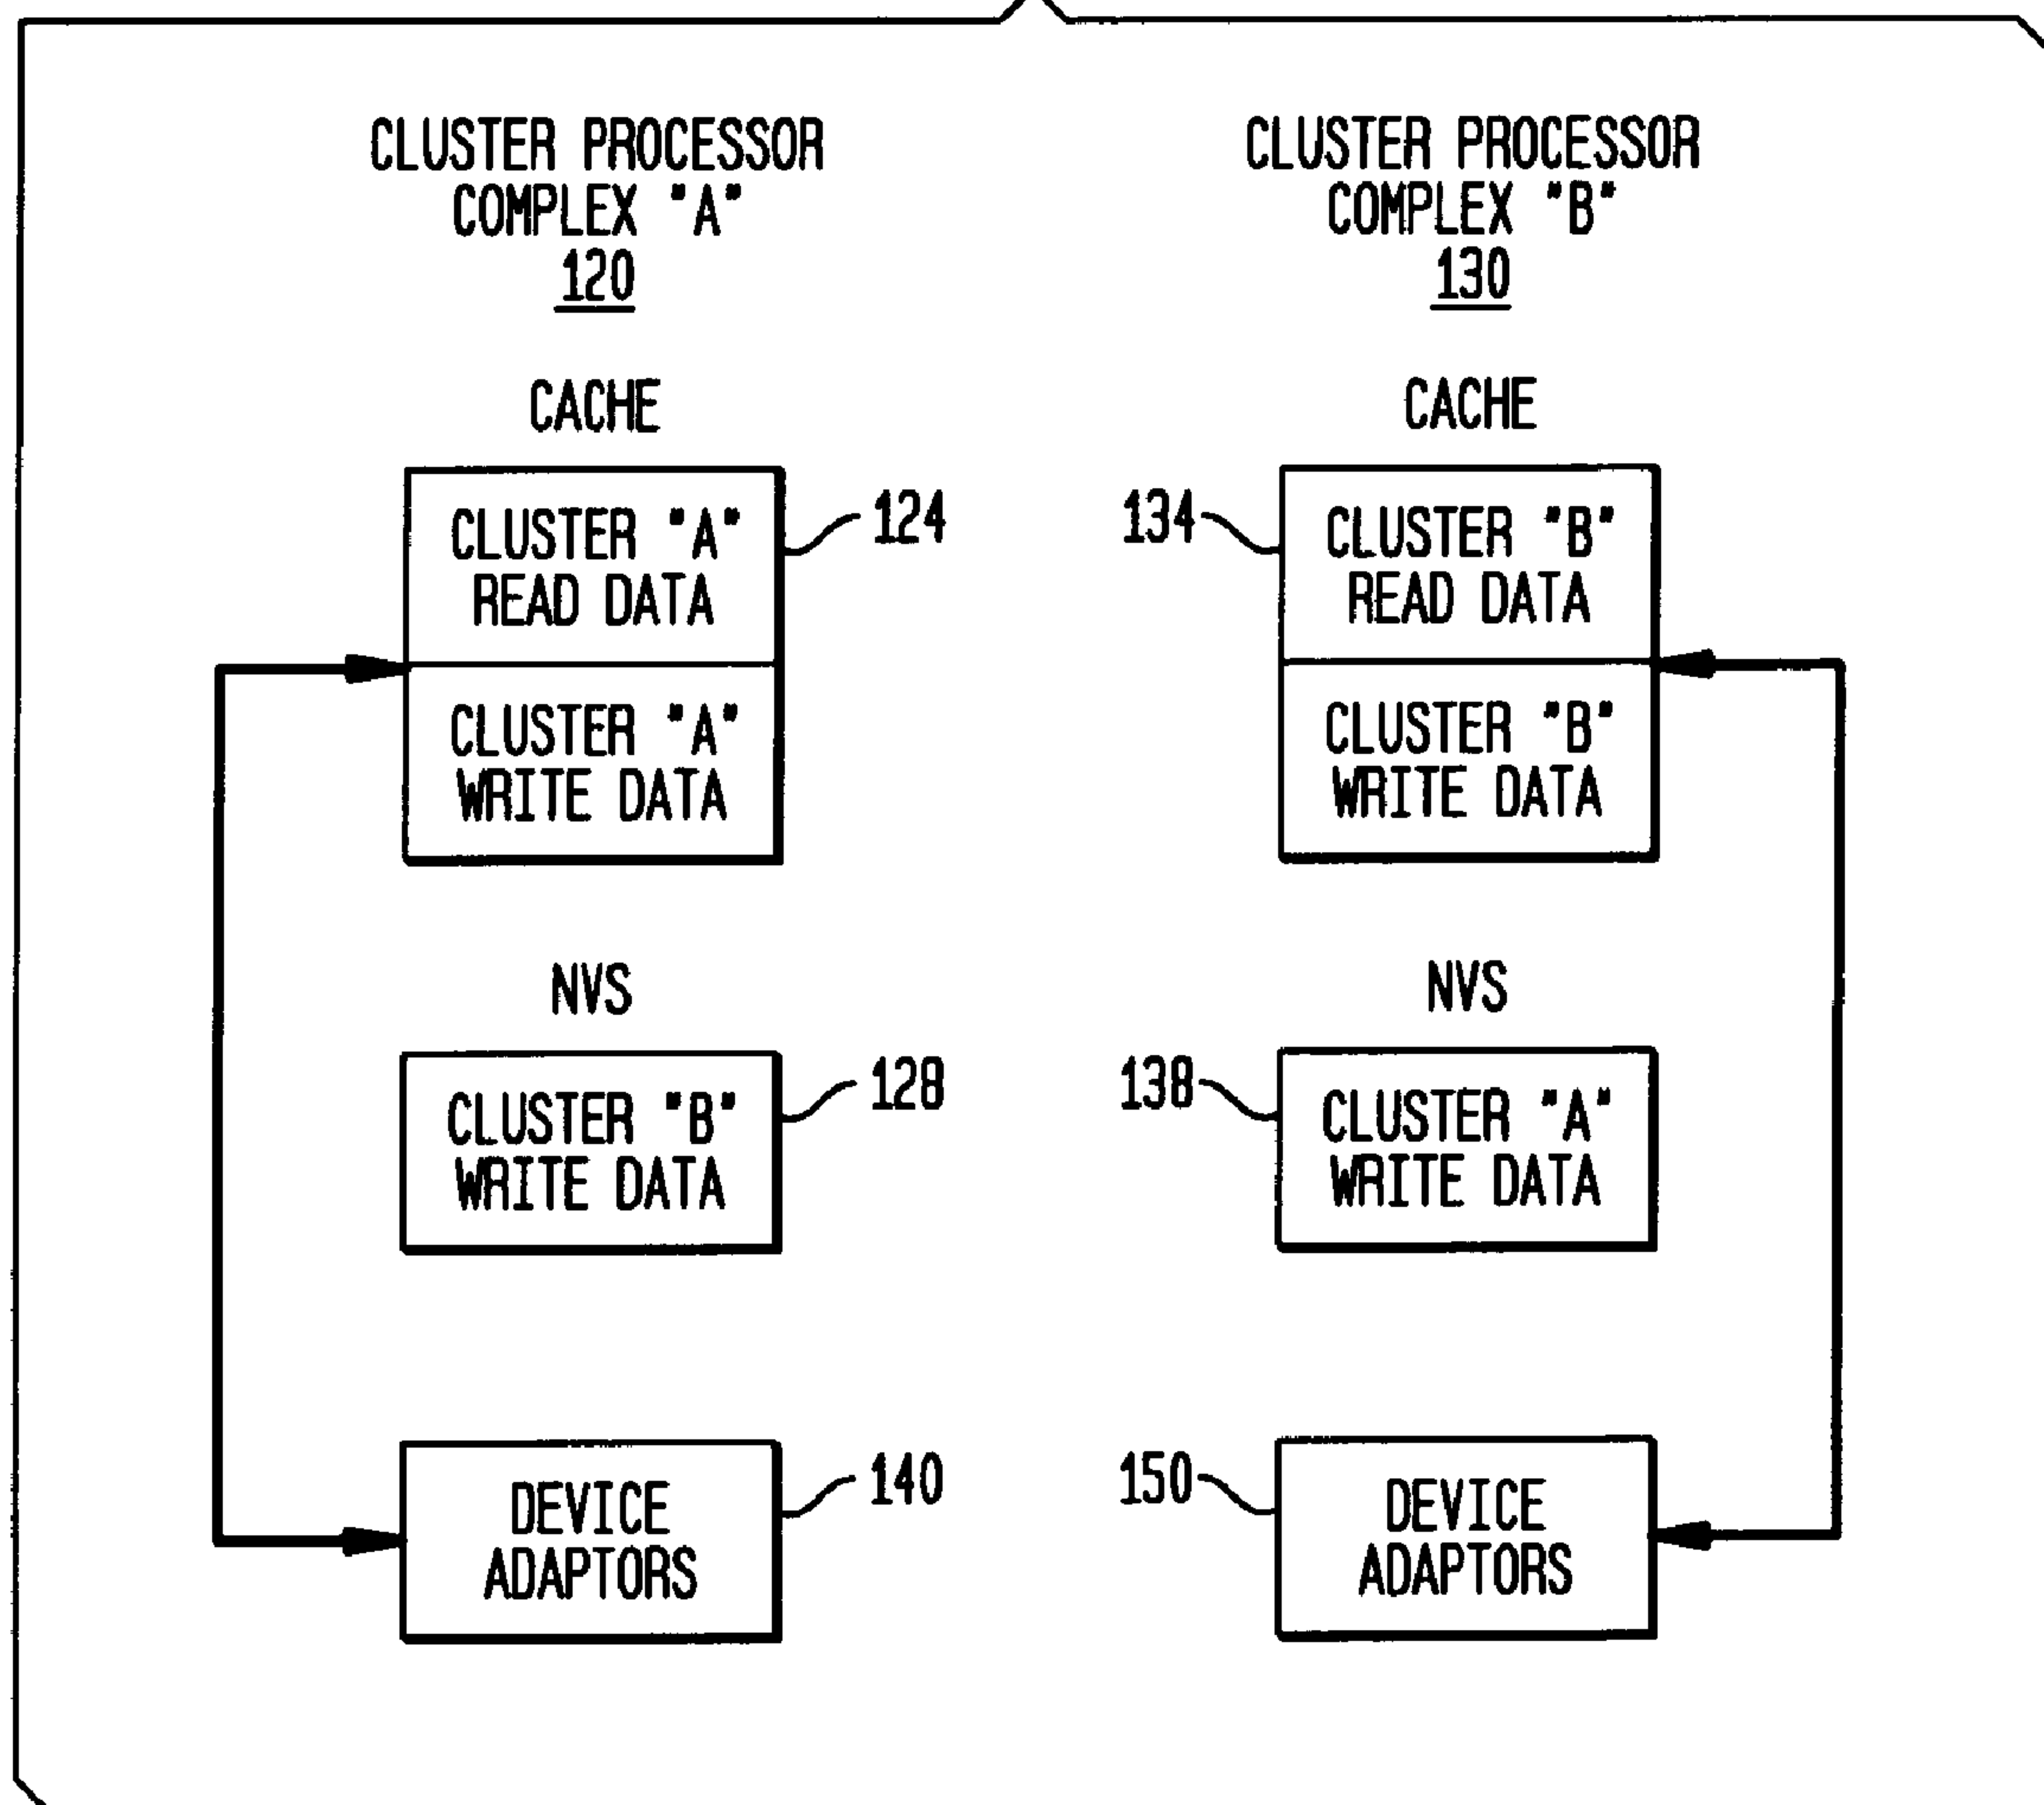 CLUSTER PROCESSOR
COMPLEX "A"
120
CACHE
CLUSTER "A"
READ DATA
124
CLUSTER "A"
WRITE DATA
NVS
CLUSTER "B"
WRITE DATA
128
DEVICE
ADAPTORS
140
CLUSTER PROCESSOR
COMPLEX "B"
130
CACHE
134
CLUSTER "B"
READ DATA
CLUSTER "B"
WRITE DATA
NVS
138
CLUSTER "A"
WRITE DATA
150
DEVICE
ADAPTORS